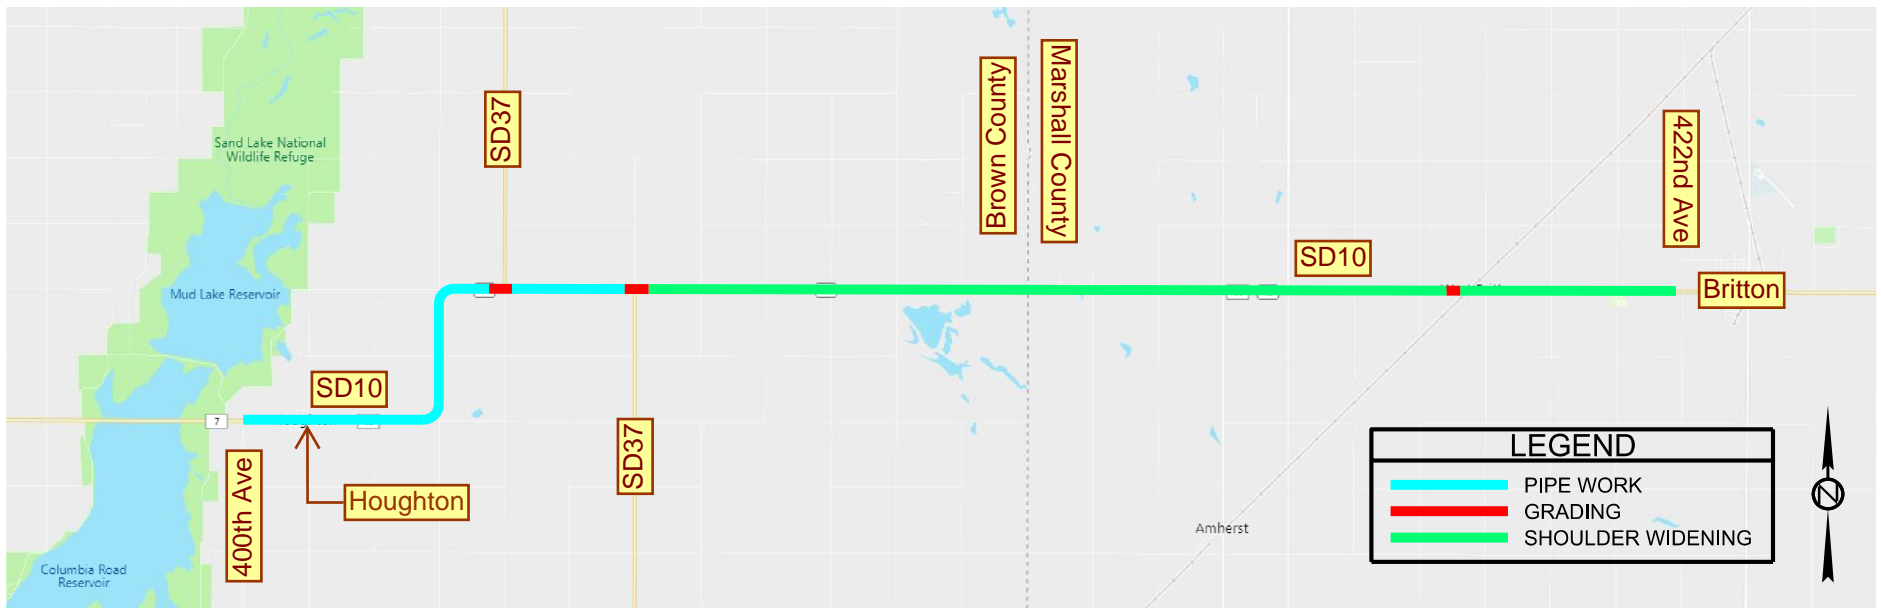 Sand Lake National
Wildlife Refuge
SD37
Brown County
Marshall County
422nd Ave
SD10
Mud Lake Reservoir
Britton
SD10
7
400th Ave
Houghton
SD37
Columbia Road
Reservoir
Amherst
LEGEND
PIPE WORK
GRADING
SHOULDER WIDENING
N